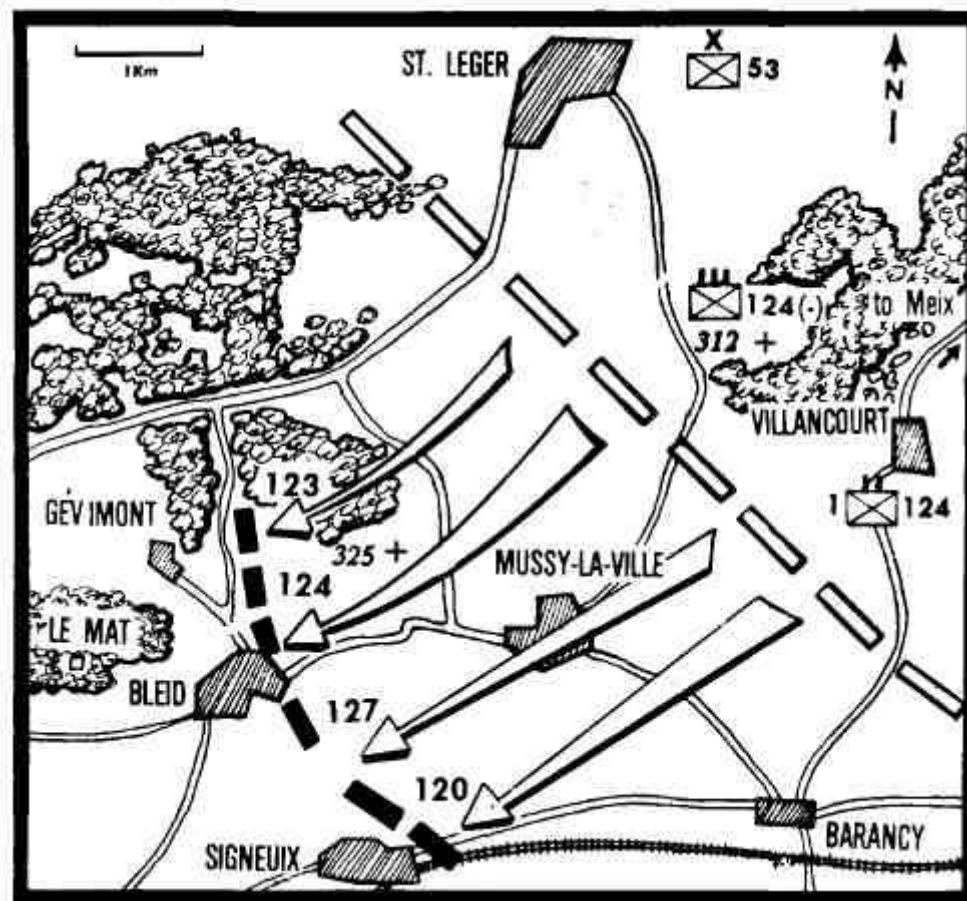 1Km
ST. LEGER
X
53
N
124(-)
to Meix
312 +
VILLANCOURT
1 124
123
GÉVIMONT
325 +
124
MUSSY-LA-VILLE
LE MAT
BLEID
127
120
SIGNEUIX
BARANCY